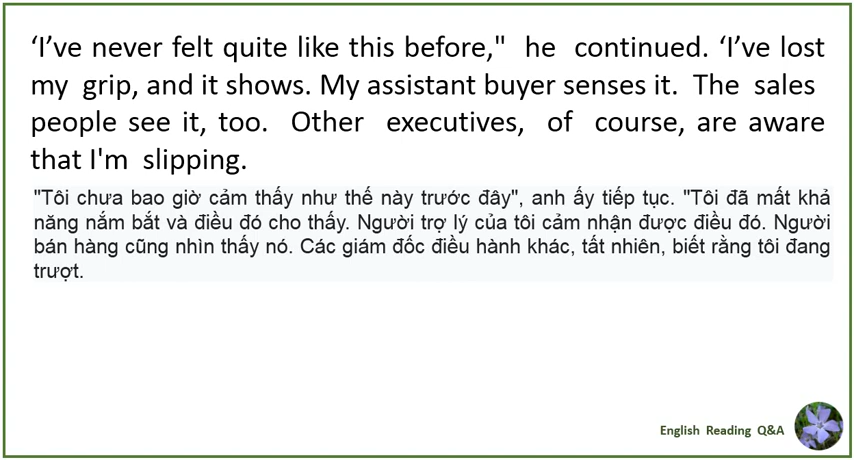 ‘I’ve never felt quite like this before," he continued. ‘I’ve lost
my grip, and it shows. My assistant buyer senses it. The sales
people see it, too. Other executives, of course, are aware
that I'm slipping.
"Tôi chưa bao giờ cảm thấy như thế này trước đây", anh ấy tiếp tục. "Tôi đã mất khả
năng nắm bắt và điều đó cho thấy. Người trợ lý của tôi cảm nhận được điều đó. Người
bán hàng cũng nhìn thấy nó. Các giám đốc điều hành khác, tất nhiên, biết rằng tôi đang
trượt.
English Reading Q&A